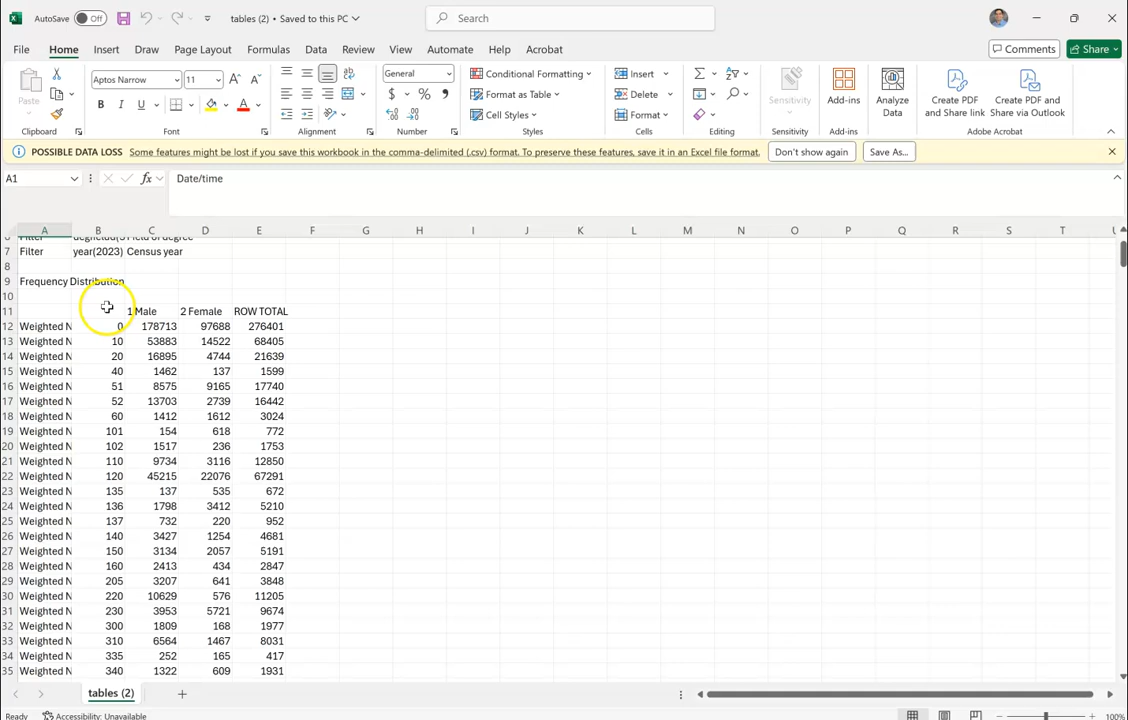 AutoSave Off tables (2) • Saved to this PC Search
File Home Insert Draw Page Layout Formulas Data Review View Automate Help Acrobat Comments Share
Paste Aptos Narrow 11 A A General Conditional Formatting Insert Sensitivity Add-ins Analyze Data Create PDF and Share link Create PDF and Share via Outlook
B I U A $ % Format as Table Delete
Cell Styles Format
Clipboard Font Alignment Number Styles Cells Editing Sensitivity Add-ins Adobe Acrobat
POSSIBLE DATA LOSS Some features might be lost if you save this workbook in the comma-delimited (.csv) format. To preserve these features, save it in an Excel file format. Don't show again Save As...
A1 fx Date/time
A B C D E F G H I J K L M N O P Q R S T U
7 Filter year(2023) Census year
8
9 Frequency Distribution
10
11 1 Male 2 Female ROW TOTAL
12 Weighted N 0 178713 97688 276401
13 Weighted N 10 53883 14522 68405
14 Weighted N 20 16895 4744 21639
15 Weighted N 40 1462 137 1599
16 Weighted N 51 8575 9165 17740
17 Weighted N 52 13703 2739 16442
18 Weighted N 60 1412 1612 3024
19 Weighted N 101 154 618 772
20 Weighted N 102 1517 236 1753
21 Weighted N 110 9734 3116 12850
22 Weighted N 120 45215 22076 67291
23 Weighted N 135 137 535 672
24 Weighted N 136 1798 3412 5210
25 Weighted N 137 732 220 952
26 Weighted N 140 3427 1254 4681
27 Weighted N 150 3134 2057 5191
28 Weighted N 160 2413 434 2847
29 Weighted N 205 3207 641 3848
30 Weighted N 220 10629 576 11205
31 Weighted N 230 3953 5721 9674
32 Weighted N 300 1809 168 1977
33 Weighted N 310 6564 1467 8031
34 Weighted N 335 252 165 417
35 Weighted N 340 1322 609 1931
tables (2)
Ready Accessibility: Unavailable 100%